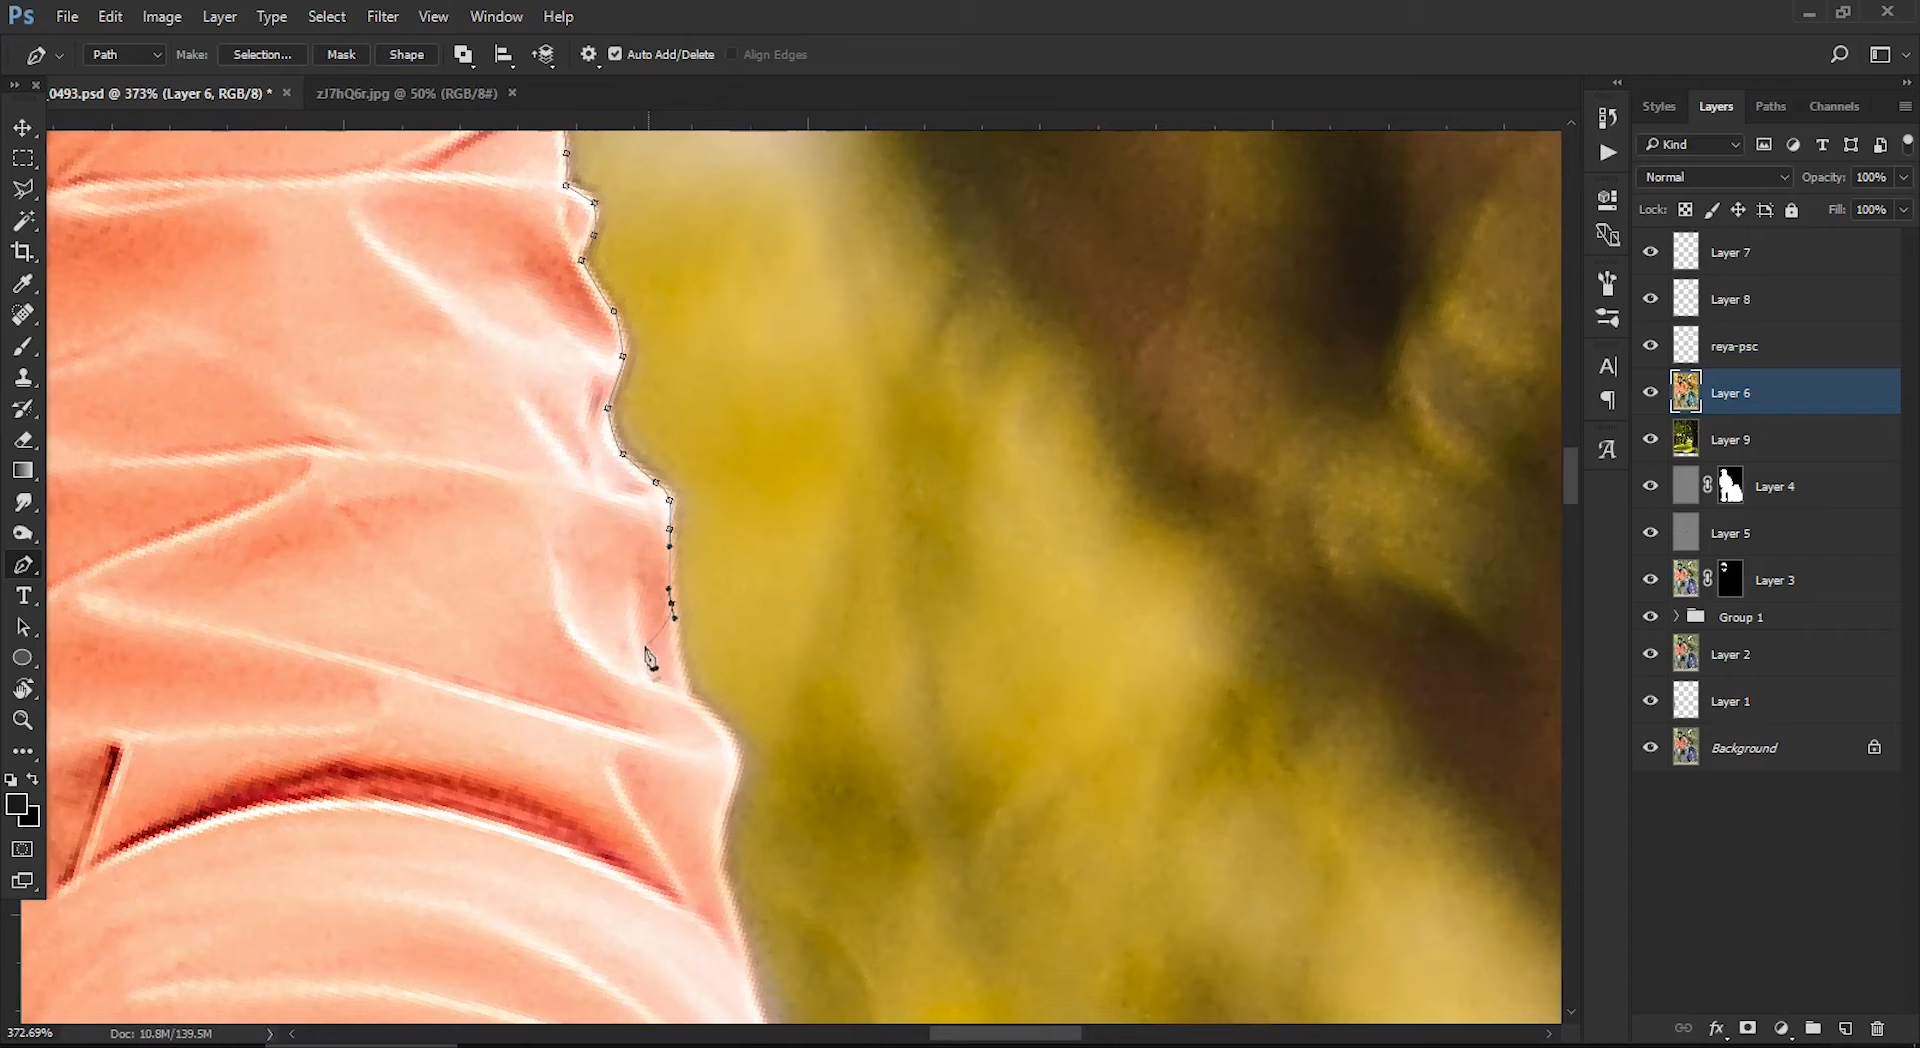 Ps File Edit Image Layer Type Select Filter View Window Help
Path Make: Selection... Mask Shape Auto Add/Delete Align Edges
_0493.psd @ 373% (Layer 6, RGB/8) * × zJ7hQ6r.jpg @ 50% (RGB/8#) ×
Styles Layers Paths Channels
Kind
Normal Opacity: 100%
Lock: Fill: 100%
Layer 7
Layer 8
reya-psc
Layer 6
Layer 9
Layer 4
Layer 5
Layer 3
Group 1
Layer 2
Layer 1
Background
372.69% Doc: 10.8M/139.5M